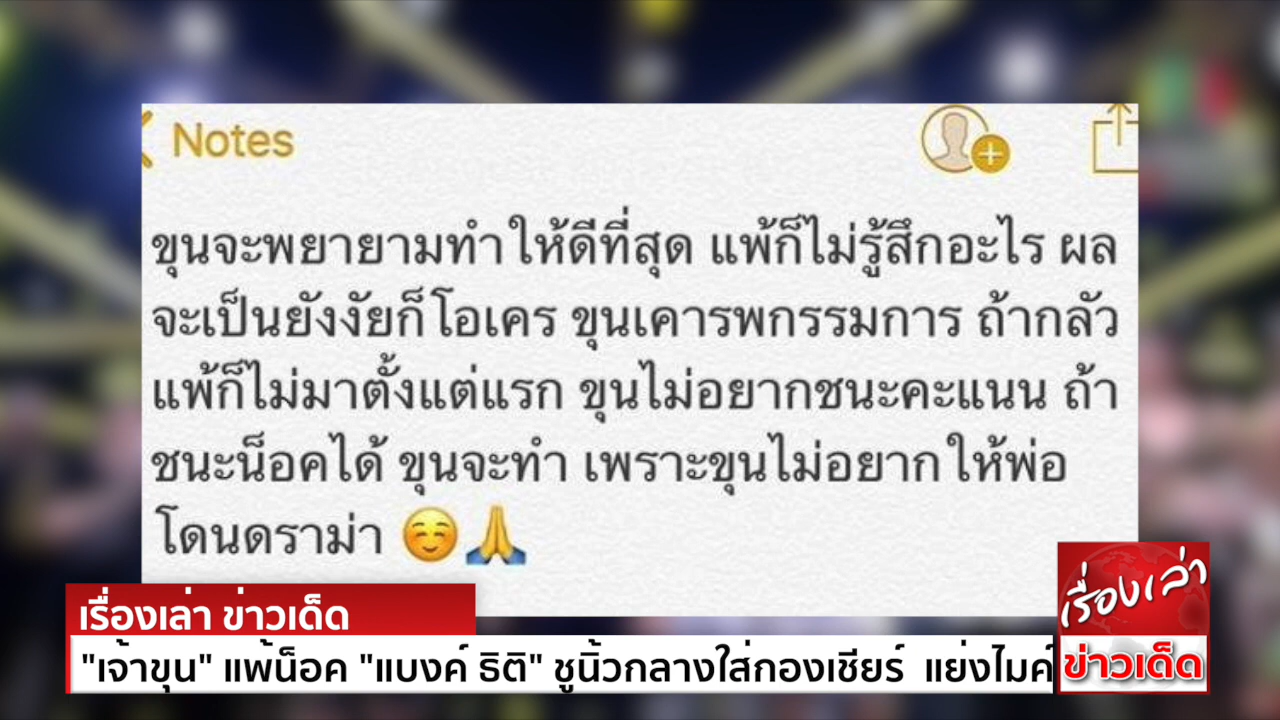 Notes
ขุนจะพยายามทำให้ดีที่สุด แพ้ก็ไม่รู้สึกอะไร ผล
จะเป็นยังงัยก็โอเคร ขุนเคารพกรรมการ ถ้ากลัว
แพ้ก็ไม่มาตั้งแต่แรก ขุนไม่อยากชนะคะแนน ถ้า
ชนะน็อคได้ ขุนจะทำ เพราะขุนไม่อยากให้พ่อ
โดนดราม่า ☺️🙏
เรื่องเล่า ข่าวเด็ด
"เจ้าขุน" แพ้น็อค "แบงค์ ธิติ" ชูนิ้วกลางใส่กองเชียร์ แย่งไมค์
เรื่องเล่า
ข่าวเด็ด